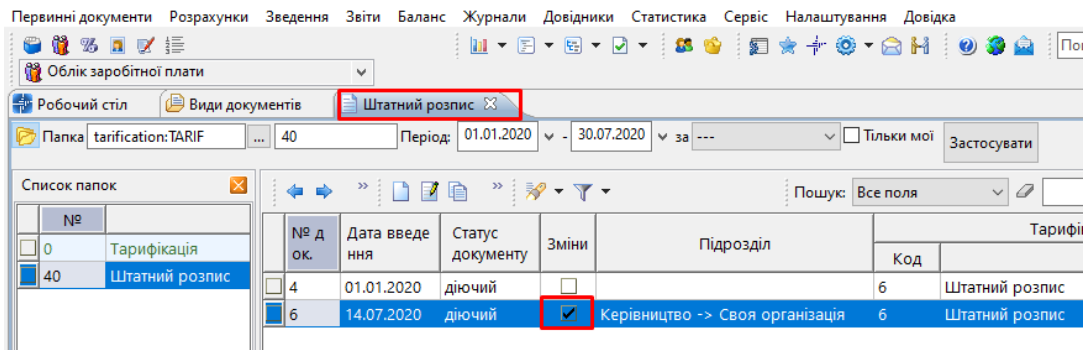 Первинні документи Розрахунки Зведення Звіти Баланс Журнали Довідники Статистика Сервіс Налаштування Довідка
Облік заробітної плати
Робочий стіл Види документів Штатний розпис
Папка tarification:TARIF ... 40 Період: 01.01.2020 - 30.07.2020 за --- Тільки мої Застосувати
Список папок Пошук: Все поля
№
0 Тарифікація
40 Штатний розпис
№ д Дата введе Статус Зміни Підрозділ
ок. ння документу Код
4 01.01.2020 діючий 6 Штатний розпис
6 14.07.2020 діючий Керівництво -> Своя організація 6 Штатний розпис